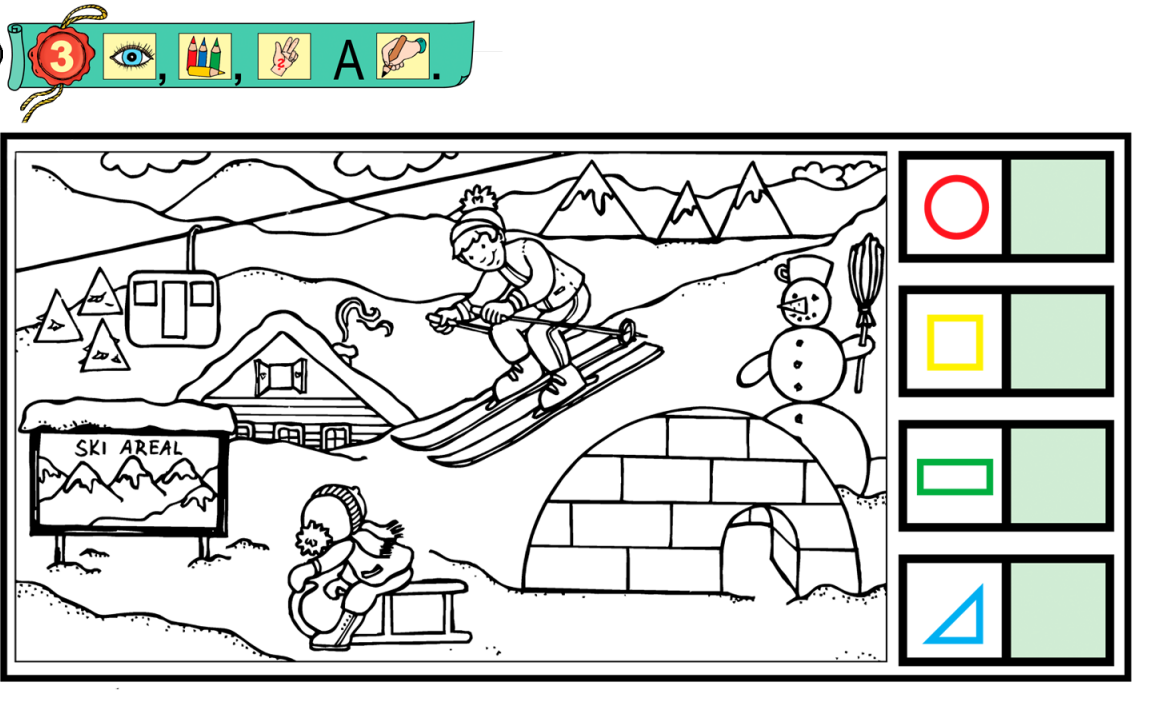 3 , , ? A .
SKI AREAL